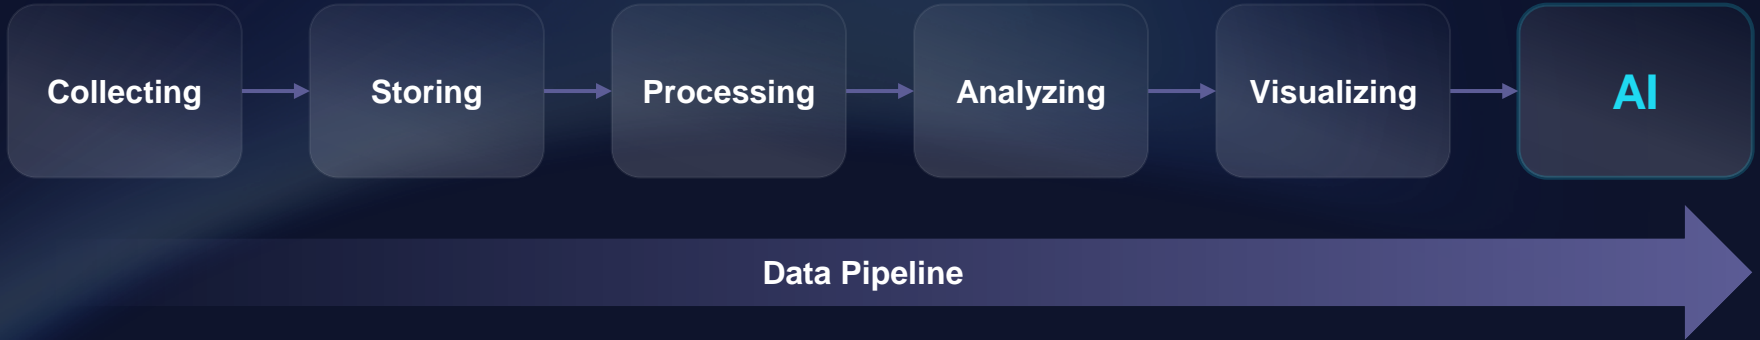 Collecting
Storing
Processing
Analyzing
Visualizing
AI
Data Pipeline